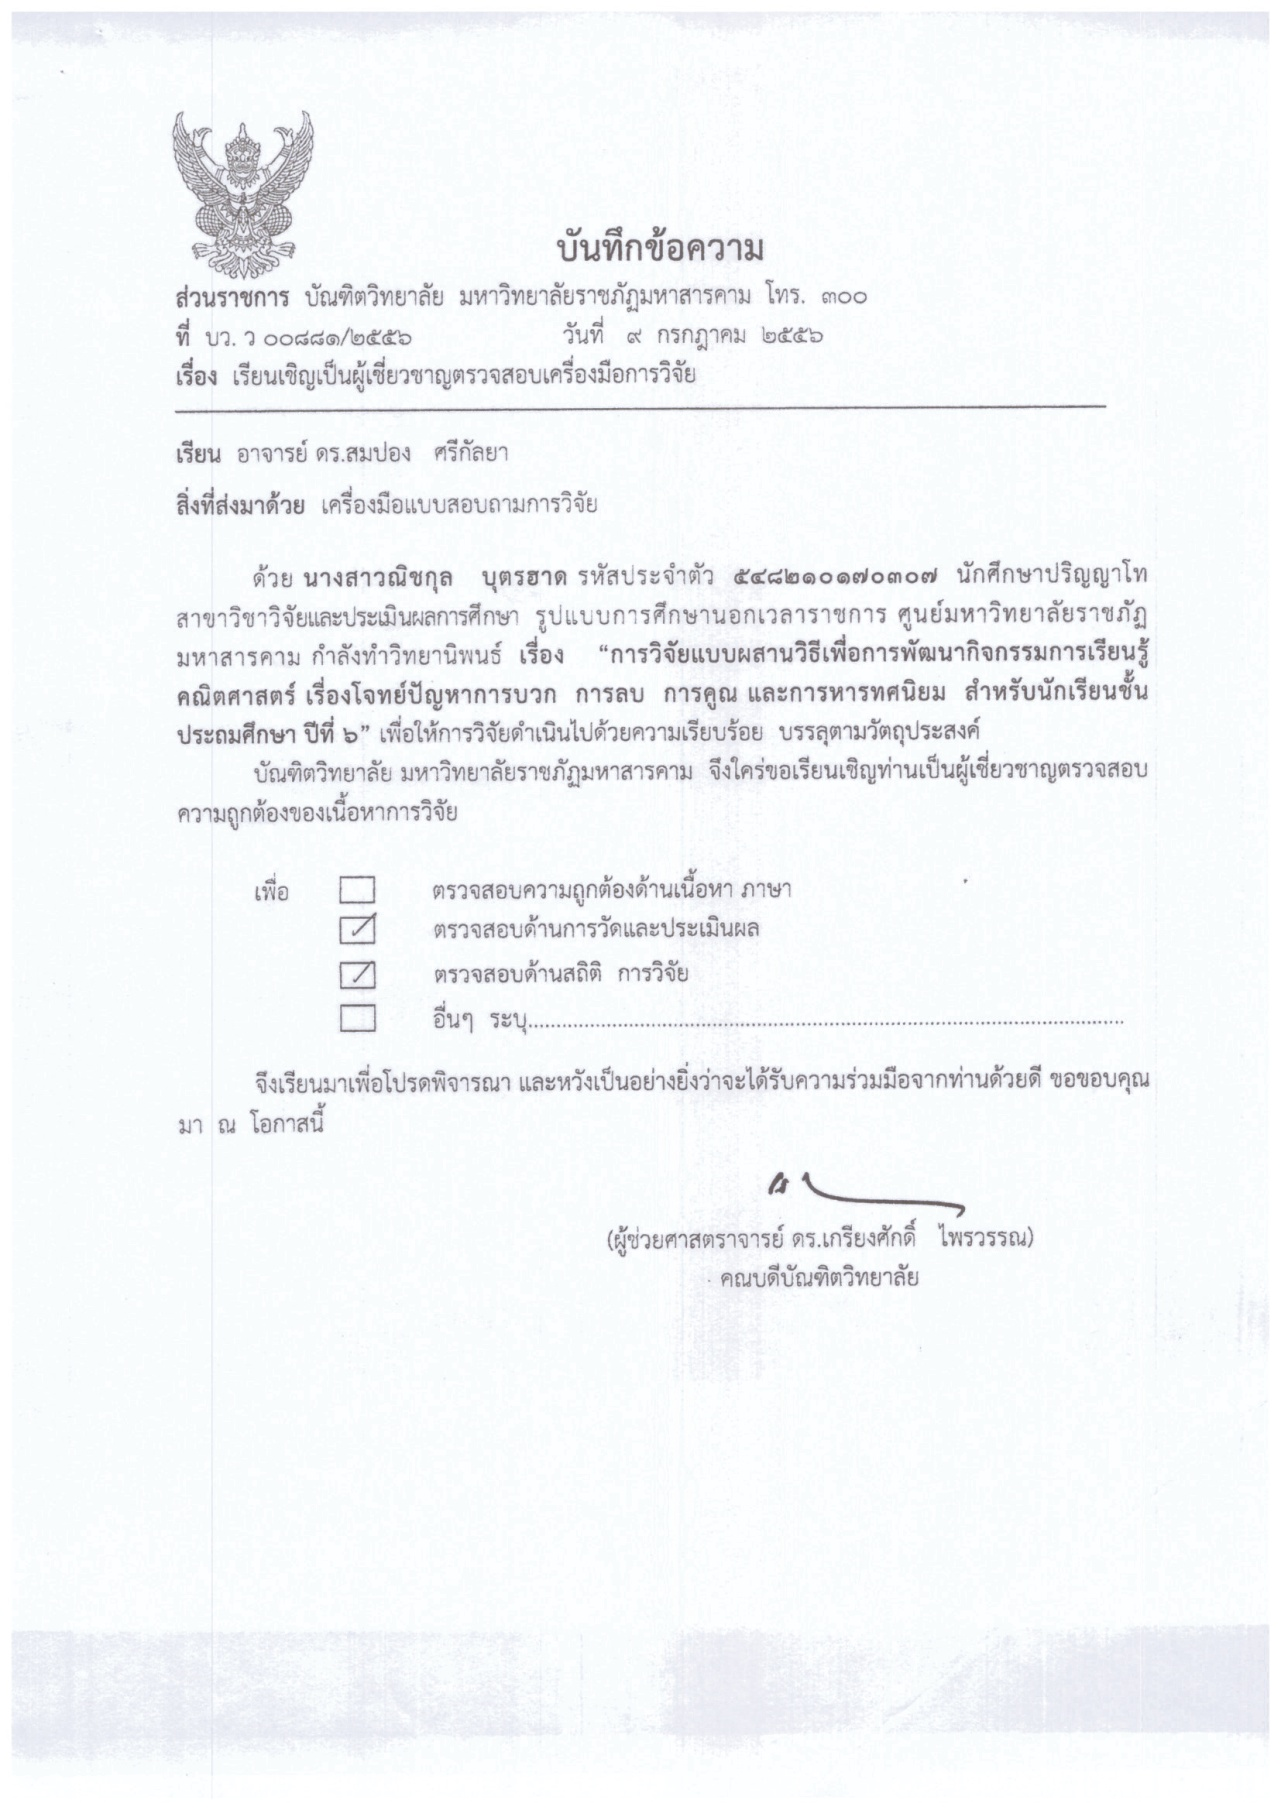 บันทึกข้อความ
ส่วนราชการ บัณฑิตวิทยาลัย มหาวิทยาลัยราชภัฏมหาสารคาม โทร. ๓๐๐
ที่ บว. ว ๐๐๘๘๑/๒๕๕๖ วันที่ ๙ กรกฎาคม ๒๕๕๖
เรื่อง เรียนเชิญเป็นผู้เชี่ยวชาญตรวจสอบเครื่องมือการวิจัย
เรียน อาจารย์ ดร.สมปอง ศรีกัลยา
สิ่งที่ส่งมาด้วย เครื่องมือแบบสอบถามการวิจัย
ด้วย นางสาวณิชกุล บุตรฮาด รหัสประจำตัว ๕๔๘๒๑๐๑๗๐๓๐๗ นักศึกษาปริญญาโท
สาขาวิชาวิจัยและประเมินผลการศึกษา รูปแบบการศึกษานอกเวลาราชการ ศูนย์มหาวิทยาลัยราชภัฏ
มหาสารคาม กำลังทำวิทยานิพนธ์ เรื่อง “การวิจัยแบบผสานวิธีเพื่อการพัฒนากิจกรรมการเรียนรู้
คณิตศาสตร์ เรื่องโจทย์ปัญหาการบวก การลบ การคูณ และการหารทศนิยม สำหรับนักเรียนชั้น
ประถมศึกษา ปีที่ ๖” เพื่อให้การวิจัยดำเนินไปด้วยความเรียบร้อย บรรลุตามวัตถุประสงค์
บัณฑิตวิทยาลัย มหาวิทยาลัยราชภัฏมหาสารคาม จึงใคร่ขอเรียนเชิญท่านเป็นผู้เชี่ยวชาญตรวจสอบ
ความถูกต้องของเนื้อหาการวิจัย
เพื่อ ตรวจสอบความถูกต้องด้านเนื้อหา ภาษา
ตรวจสอบด้านการวัดและประเมินผล
ตรวจสอบด้านสถิติ การวิจัย
อื่นๆ ระบุ..........................................................................................
จึงเรียนมาเพื่อโปรดพิจารณา และหวังเป็นอย่างยิ่งว่าจะได้รับความร่วมมือจากท่านด้วยดี ขอขอบคุณ
มา ณ โอกาสนี้
(ผู้ช่วยศาสตราจารย์ ดร.เกรียงศักดิ์ ไพรวรรณ)
คณบดีบัณฑิตวิทยาลัย